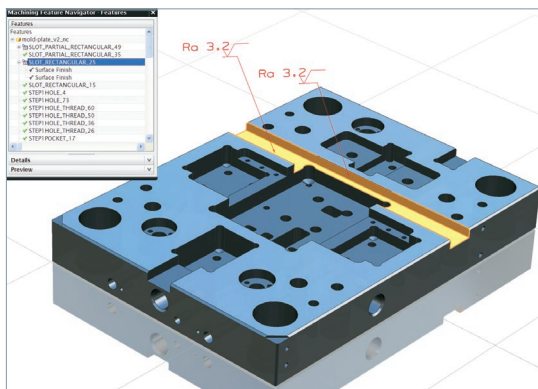 Machining Feature Navigator - Features
Features
Features
mold-plate_v2_nc
SLOT_PARTIAL_RECTANGULAR_49
SLOT_PARTIAL_RECTANGULAR_35
SLOT_RECTANGULAR_25
Surface Finish
Surface Finish
SLOT_RECTANGULAR_15
STEP1HOLE_4
STEP1HOLE_73
STEP1HOLE_THREAD_60
STEP1HOLE_THREAD_50
STEP1HOLE_THREAD_36
STEP1HOLE_THREAD_26
STEP1POCKET_17
Details
Preview
Ra 3.2
Ra 3.2